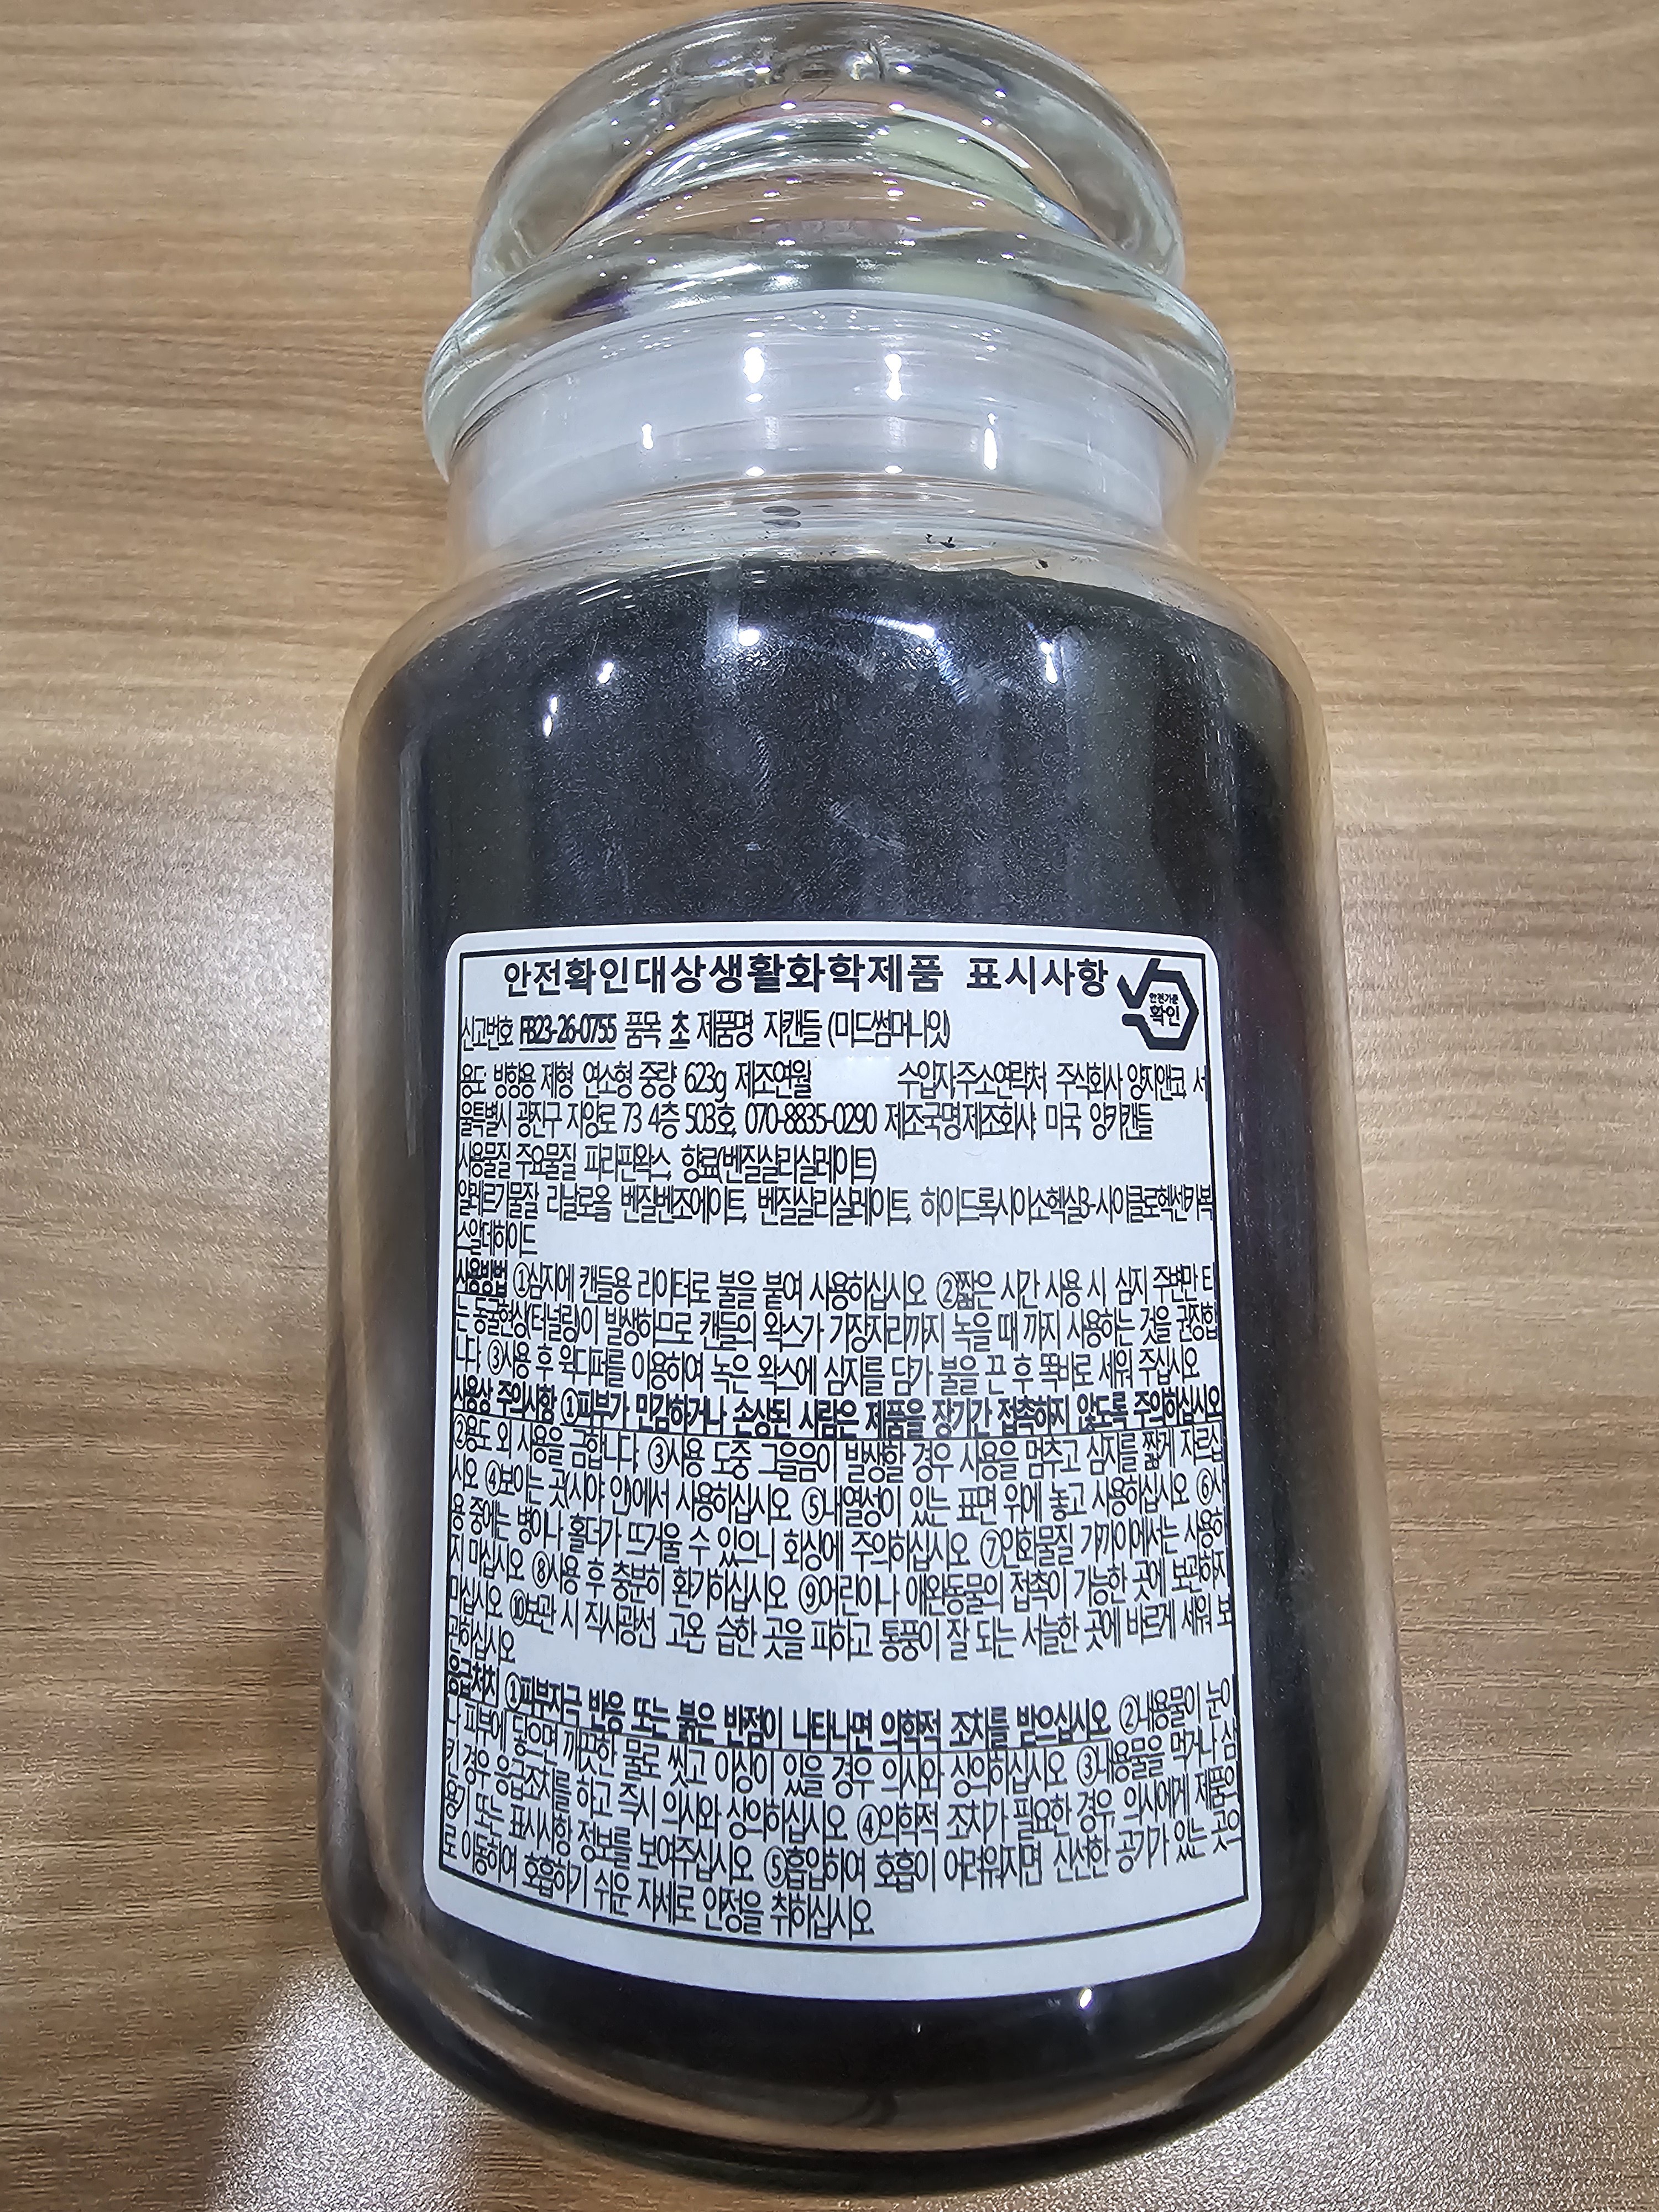 안전확인대상생활화학제품 표시사항
안전기준
확인
신고번호 FB23-26-0755 품목 초 제품명 자캔들 (미드썸머나잇)
용도 방향용 제형 연소형 중량 623g 제조연월 수입자,주소,연락처 주식회사 양지앤코 서
울특별시 광진구 자양로 73 4층 503호, 070-8835-0290 제조국명,제조회사: 미국 양키캔들
사용물질 주요물질 파라핀왁스, 향료(벤질살리실레이트)
알레르기물질 리날로올, 벤질벤조에이트, 벤질살리실레이트, 하이드록시이소헥실3-사이클로헥센카복
스알데하이드
사용방법 ①심지에 캔들용 라이터로 불을 붙여 사용하십시오 ②짧은 시간 사용 시 심지 주변만 타
는 동굴현상(터널링)이 발생하므로 캔들의 왁스가 가장자리까지 녹을 때 까지 사용하는 것을 권장합
니다. ③사용 후 윅디퍼를 이용하여 녹은 왁스에 심지를 담가 불을 끈 후 똑바로 세워 주십시오
사용상 주의사항 ①피부가 민감하거나 손상된 사람은 제품을 장기간 접촉하지 않도록 주의하십시오
②용도 외 사용을 금합니다. ③사용 도중 그을음이 발생할 경우 사용을 멈추고 심지를 짧게 자르십
시오 ④보이는 곳(시야 안)에서 사용하십시오 ⑤내열성이 있는 표면 위에 놓고 사용하십시오 ⑥사
용 중에는 병이나 홀더가 뜨거울 수 있으니 화상에 주의하십시오 ⑦인화물질 가까이에서는 사용하
지 마십시오 ⑧사용 후 충분히 환기하십시오 ⑨어린이나 애완동물의 접촉이 가능한 곳에 보관하지
마십시오 ⑩보관 시 직사광선, 고온, 습한 곳을 피하고 통풍이 잘 되는 서늘한 곳에 바르게 세워 보
관하십시오
응급처치 ①피부자극 반응 또는 붉은 반점이 나타나면 의학적 조치를 받으십시오 ②내용물이 눈이
나 피부에 닿으면 깨끗한 물로 씻고 이상이 있을 경우 의사와 상의하십시오 ③내용물을 먹거나 삼
킨 경우 응급조치를 하고 즉시 의사와 상의하십시오 ④의학적 조치가 필요한 경우, 의사에게 제품의
용기 또는 표시사항 정보를 보여주십시오 ⑤흡입하여 호흡이 어려워지면 신선한 공기가 있는 곳으
로 이동하여 호흡하기 쉬운 자세로 안정을 취하십시오